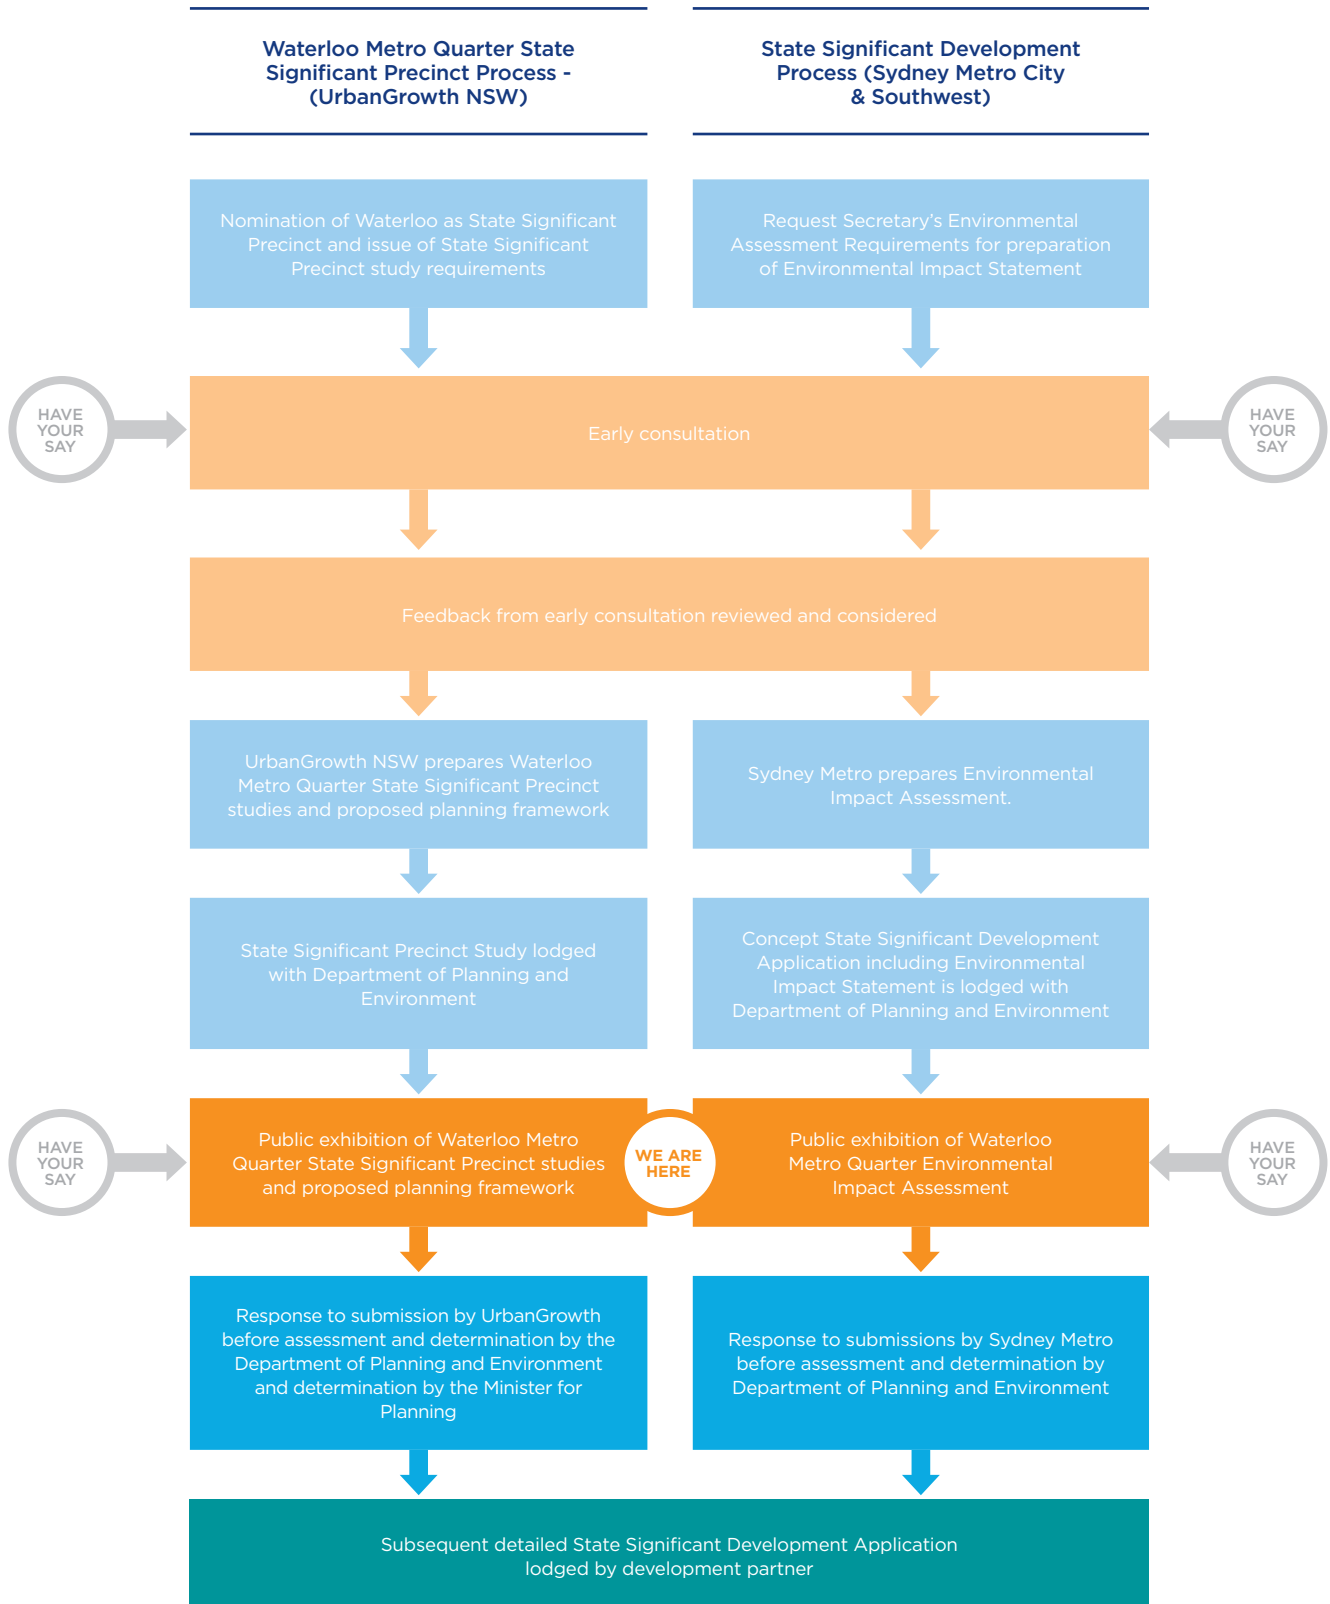 Waterloo Metro Quarter State
Significant Precinct Process -
(UrbanGrowth NSW)
State Significant Development
Process (Sydney Metro City
& Southwest)
Nomination of Waterloo as State Significant
Precinct and issue of State Significant
Precinct study requirements
Request Secretary's Environmental
Assessment Requirements for preparation
of Environmental Impact Statement
HAVE
YOUR
SAY
Early consultation
HAVE
YOUR
SAY
Feedback from early consultation reviewed and considered
UrbanGrowth NSW prepares Waterloo
Metro Quarter State Significant Precinct
studies and proposed planning framework
Sydney Metro prepares Environmental
Impact Assessment.
State Significant Precinct Study lodged
with Department of Planning and
Environment
Concept State Significant Development
Application including Environmental
Impact Statement is lodged with
Department of Planning and Environment
HAVE
YOUR
SAY
Public exhibition of Waterloo Metro
Quarter State Significant Precinct studies
and proposed planning framework
WE ARE
HERE
Public exhibition of Waterloo
Metro Quarter Environmental
Impact Assessment
HAVE
YOUR
SAY
Response to submission by UrbanGrowth
before assessment and determination by the
Department of Planning and Environment
and determination by the Minister for
Planning
Response to submissions by Sydney Metro
before assessment and determination by
Department of Planning and Environment
Subsequent detailed State Significant Development Application
lodged by development partner